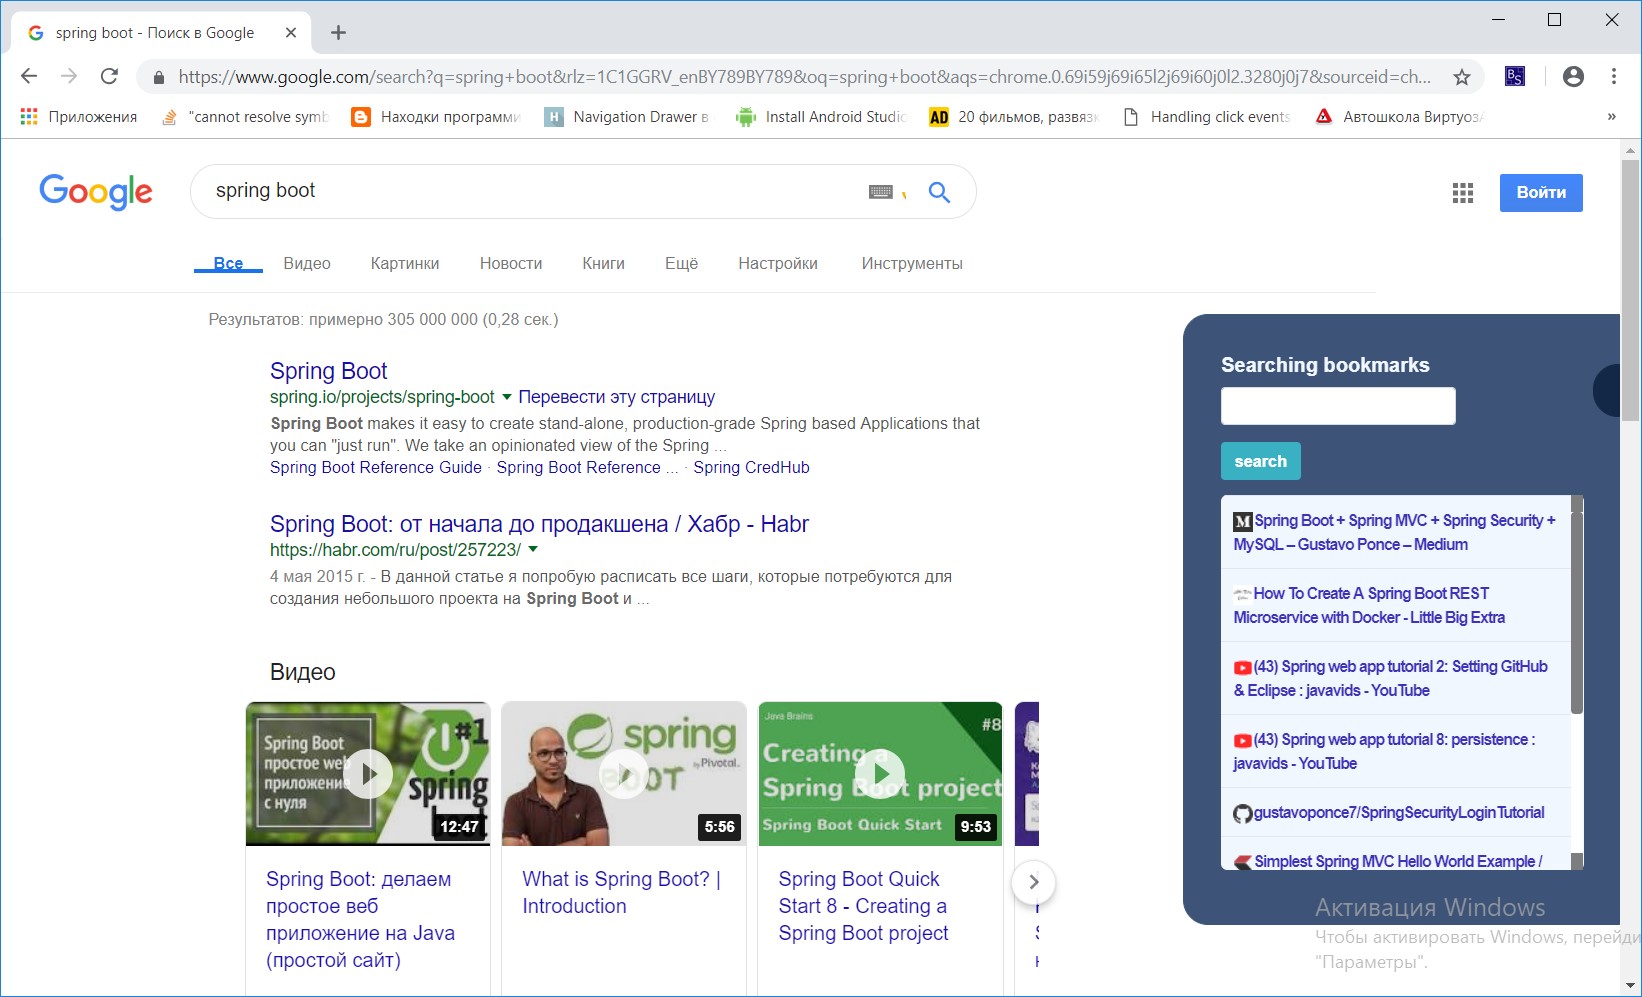 spring boot - Поиск в Google
https://www.google.com/search?q=spring+boot&rlz=1C1GGRV_enBY789BY789&oq=spring+boot&aqs=chrome.0.69i59j69i65l2j69i60j0l2.3280j0j7&sourceid=ch...
Приложения "cannot resolve symb Находки программи Navigation Drawer в Install Android Studio 20 фильмов, развязк Handling click events Автошкола Виртуоз »
Google spring boot Войти
Все Видео Картинки Новости Книги Ещё Настройки Инструменты
Результатов: примерно 305 000 000 (0,28 сек.)
Spring Boot
spring.io/projects/spring-boot Перевести эту страницу
Spring Boot makes it easy to create stand-alone, production-grade Spring based Applications that
you can "just run". We take an opinionated view of the Spring ...
Spring Boot Reference Guide · Spring Boot Reference ... · Spring CredHub
Spring Boot: от начала до продакшена / Хабр - Habr
https://habr.com/ru/post/257223/
4 мая 2015 г. - В данной статье я попробую расписать все шаги, которые потребуются для
создания небольшого проекта на Spring Boot и ...
Видео
Spring Boot
простое web
приложение
с нуля
#1
spring
boot
12:47
spring
by Pivotal.
BOOT
5:56
Java Brains
#8
Creating a
Spring Boot project
Spring Boot Quick Start
9:53
Spring Boot: делаем
простое веб
приложение на Java
(простой сайт)
What is Spring Boot? |
Introduction
Spring Boot Quick
Start 8 - Creating a
Spring Boot project
Searching bookmarks
search
Spring Boot + Spring MVC + Spring Security +
MySQL – Gustavo Ponce – Medium
How To Create A Spring Boot REST
Microservice with Docker - Little Big Extra
(43) Spring web app tutorial 2: Setting GitHub
& Eclipse : javavids - YouTube
(43) Spring web app tutorial 8: persistence :
javavids - YouTube
gustavoponce7/SpringSecurityLoginTutorial
Simplest Spring MVC Hello World Example /
Активация Windows
Чтобы активировать Windows, перейди
"Параметры".